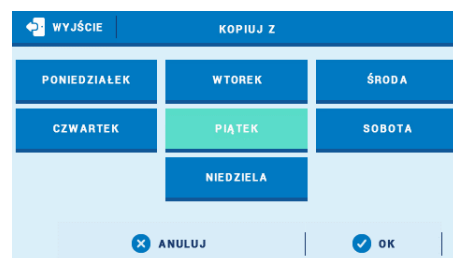 WYJŚCIE KOPIUJ Z
PONIEDZIAŁEK WTOREK ŚRODA
CZWARTEK PIĄTEK SOBOTA
NIEDZIELA
ANULUJ OK